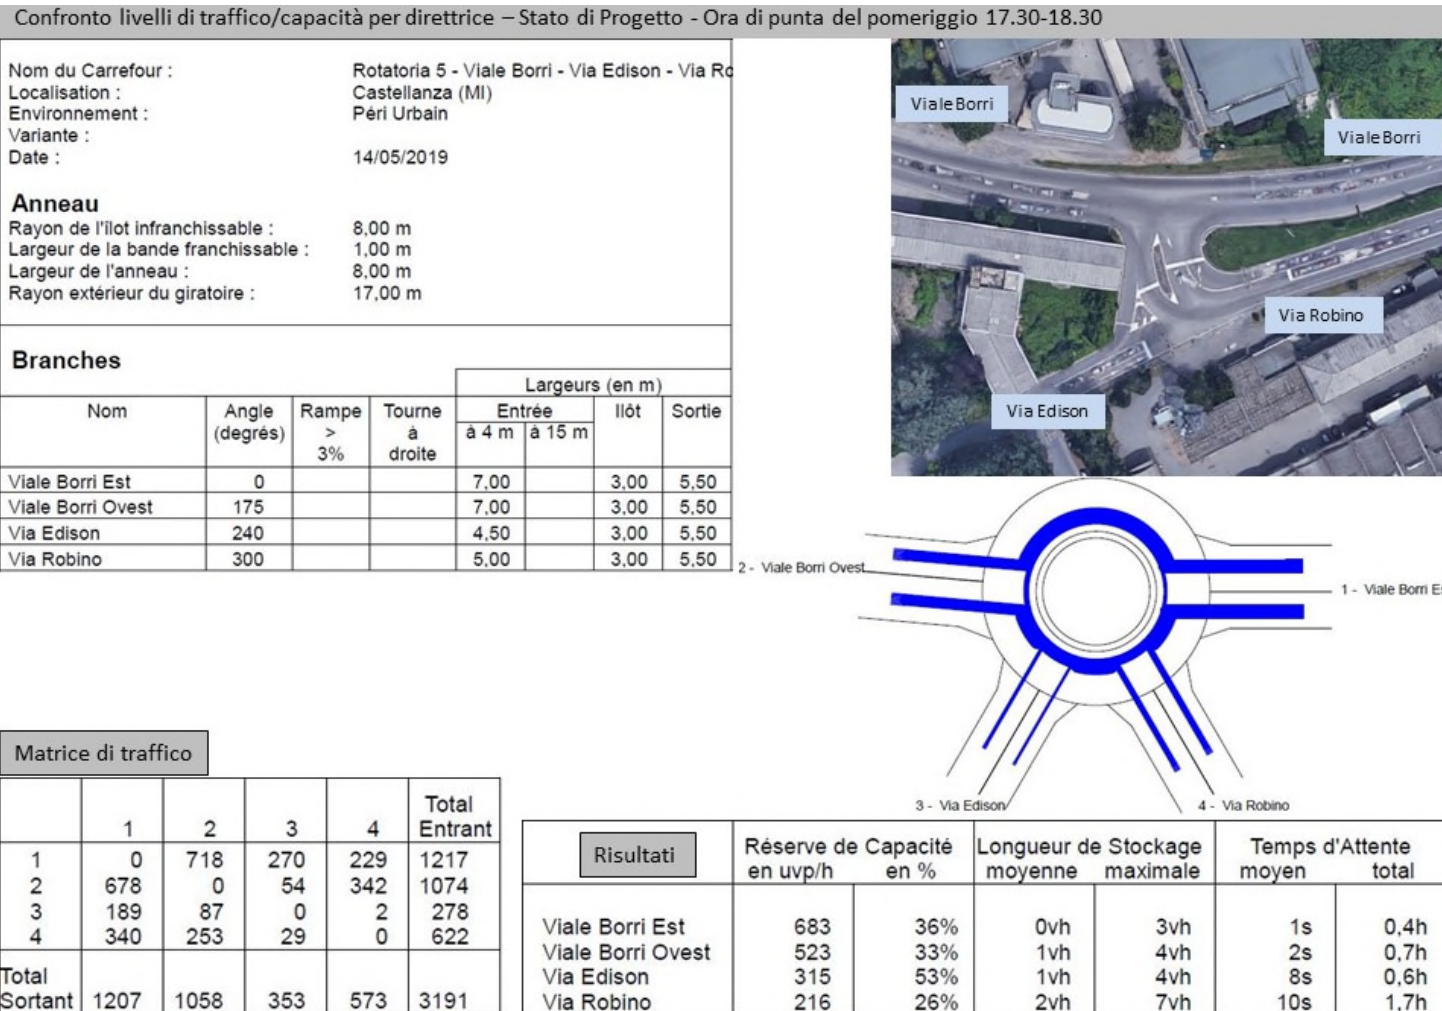 Confronto livelli di traffico/capacità per direttrice – Stato di Progetto - Ora di punta del pomeriggio 17.30-18.30
Nom du Carrefour : Rotatoria 5 - Viale Borri - Via Edison - Via
Localisation : Castellanza (MI)
Environnement : Péri Urbain
Variante :
Date : 14/05/2019
Anneau
Rayon de l'îlot infranchissable : 8,00 m
Largeur de la bande franchissable : 1,00 m
Largeur de l'anneau : 8,00 m
Rayon extérieur du giratoire : 17,00 m
Viale Borri
Viale Borri
Via Robino
Via Edison
Branches
Largeurs (en m)
Nom Angle Rampe Tourne Entrée Ilôt Sortie
(degrés) > à à 4 m à 15 m
3% droite
Viale Borri Est 0 7,00 3,00 5,50
Viale Borri Ovest 175 7,00 3,00 5,50
Via Edison 240 4,50 3,00 5,50
Via Robino 300 5,00 3,00 5,50
2 - Viale Borri Ovest
1 - Viale Borri
3 - Via Edison
4 - Via Robino
Matrice di traffico
Total
1 2 3 4 Entrant
1 0 718 270 229 1217
2 678 0 54 342 1074
3 189 87 0 2 278
4 340 253 29 0 622
Total
Sortant 1207 1058 353 573 3191
Risultati
Réserve de Capacité Longueur de Stockage Temps d'Attente
en uvp/h en % moyenne maximale moyen total
Viale Borri Est 683 36% 0vh 3vh 1s 0,4h
Viale Borri Ovest 523 33% 1vh 4vh 2s 0,7h
Via Edison 315 53% 1vh 4vh 8s 0,6h
Via Robino 216 26% 2vh 7vh 10s 1,7h